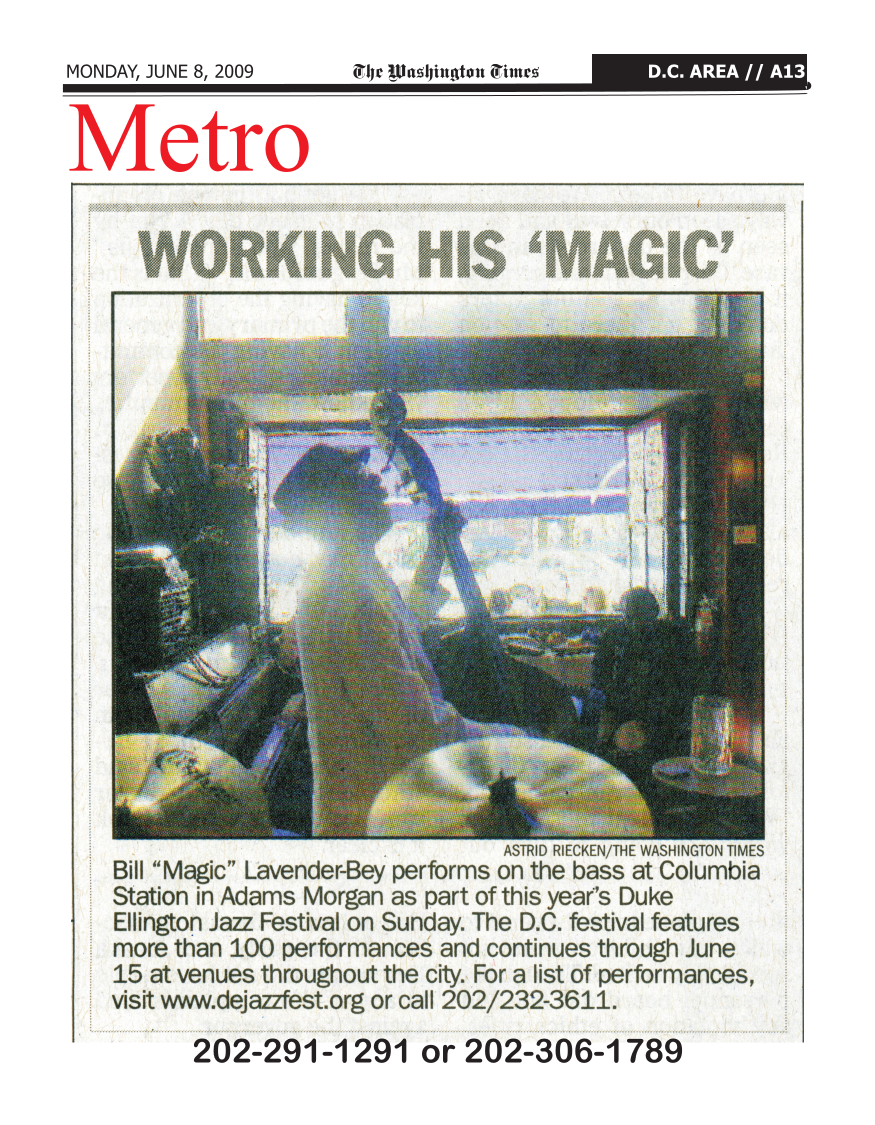 MONDAY, JUNE 8, 2009 The Washington Times D.C. AREA // A13
Metro
WORKING HIS ‘MAGIC’
ASTRID RIECKEN/THE WASHINGTON TIMES
Bill “Magic” Lavender-Bey performs on the bass at Columbia
Station in Adams Morgan as part of this year’s Duke
Ellington Jazz Festival on Sunday. The D.C. festival features
more than 100 performances and continues through June
15 at venues throughout the city. For a list of performances,
visit www.dejazzfest.org or call 202/232-3611.
202-291-1291 or 202-306-1789